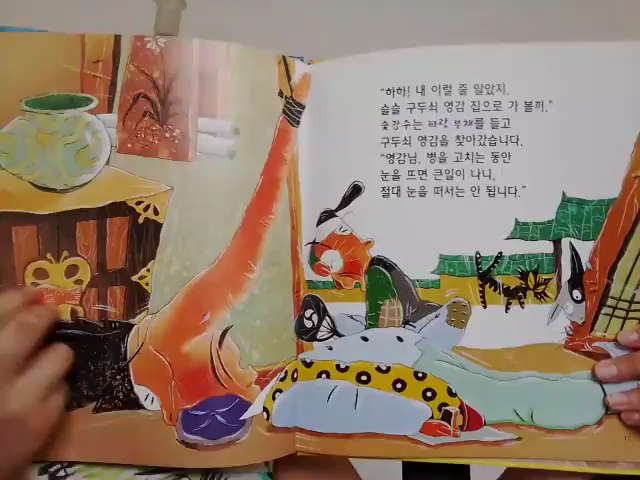 “하하! 내 이럴 줄 알았지.
슬슬 구두쇠 영감 집으로 가 볼까.”
숯장수는 파랑 부채를 들고
구두쇠 영감을 찾아갔습니다.
“영감님, 병을 고치는 동안
눈을 뜨면 큰일이 나니,
절대 눈을 떠서는 안 됩니다.”